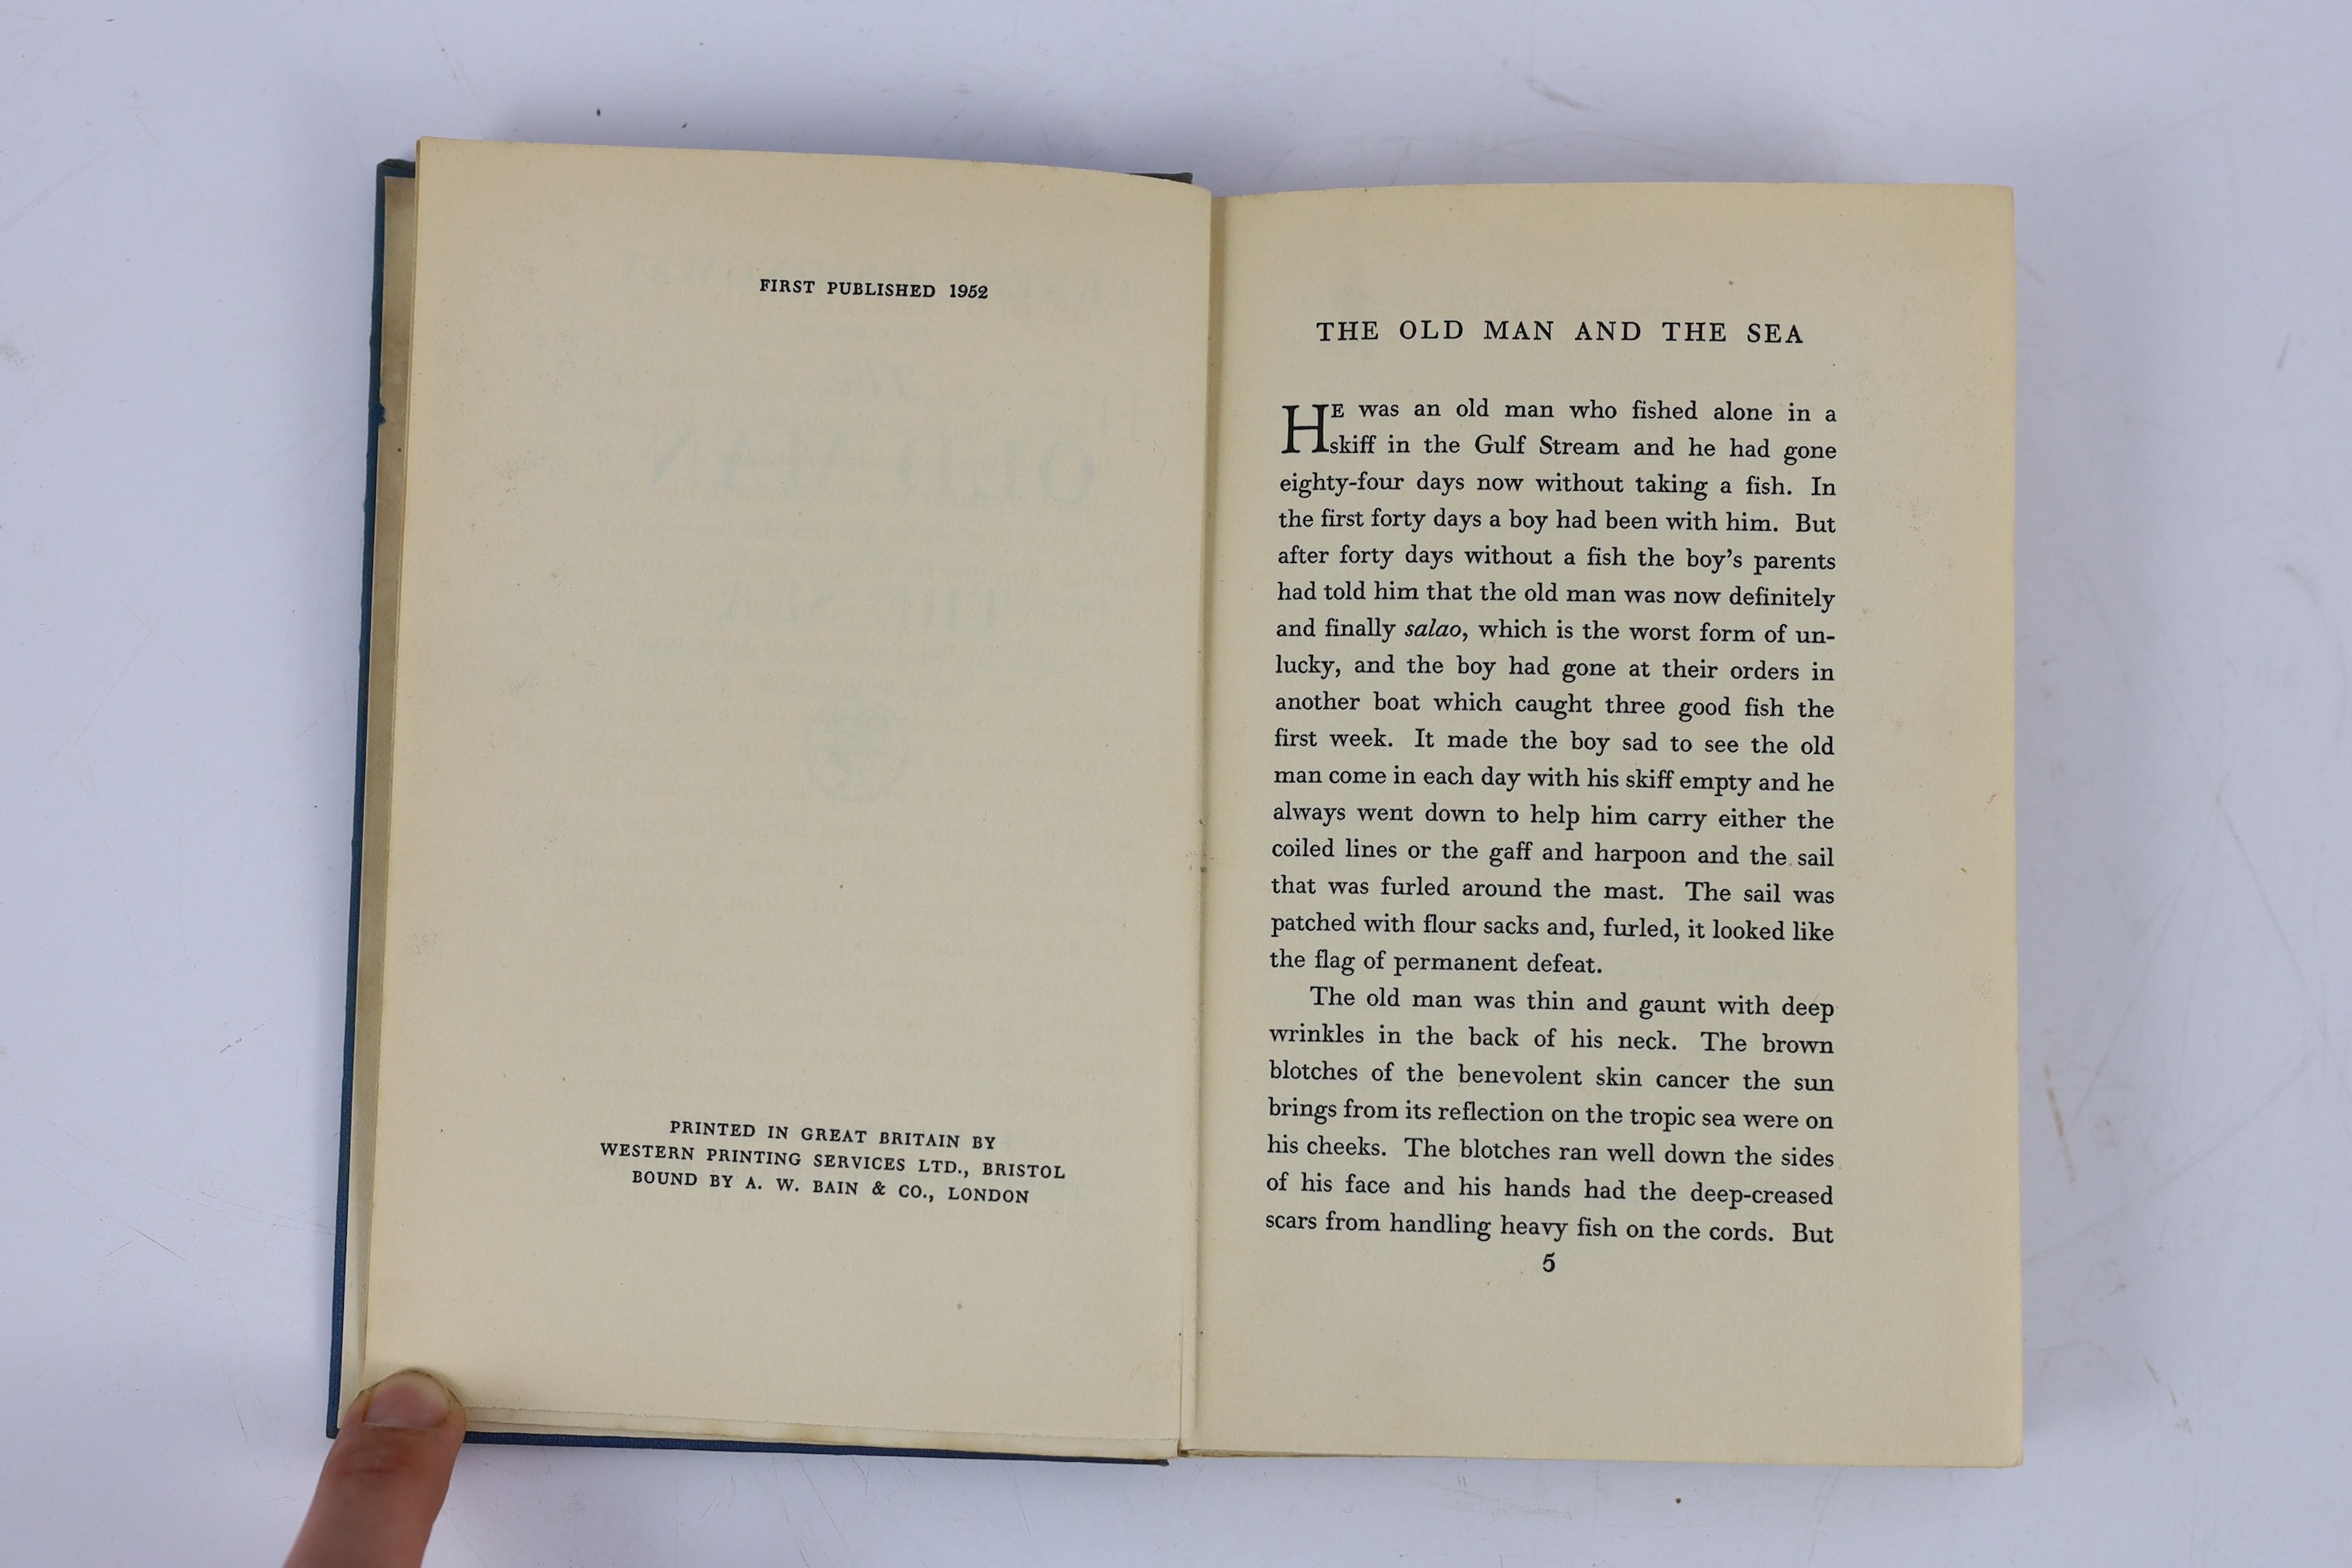 FIRST PUBLISHED 1952
PRINTED IN GREAT BRITAIN BY
WESTERN PRINTING SERVICES LTD., BRISTOL
BOUND BY A. W. BAIN & CO., LONDON
THE OLD MAN AND THE SEA
HE was an old man who fished alone in a
skiff in the Gulf Stream and he had gone
eighty-four days now without taking a fish. In
the first forty days a boy had been with him. But
after forty days without a fish the boy's parents
had told him that the old man was now definitely
and finally salao, which is the worst form of un-
lucky, and the boy had gone at their orders in
another boat which caught three good fish the
first week. It made the boy sad to see the old
man come in each day with his skiff empty and he
always went down to help him carry either the
coiled lines or the gaff and harpoon and the sail
that was furled around the mast. The sail was
patched with flour sacks and, furled, it looked like
the flag of permanent defeat.
The old man was thin and gaunt with deep
wrinkles in the back of his neck. The brown
blotches of the benevolent skin cancer the sun
brings from its reflection on the tropic sea were on
his cheeks. The blotches ran well down the sides
of his face and his hands had the deep-creased
scars from handling heavy fish on the cords. But
5